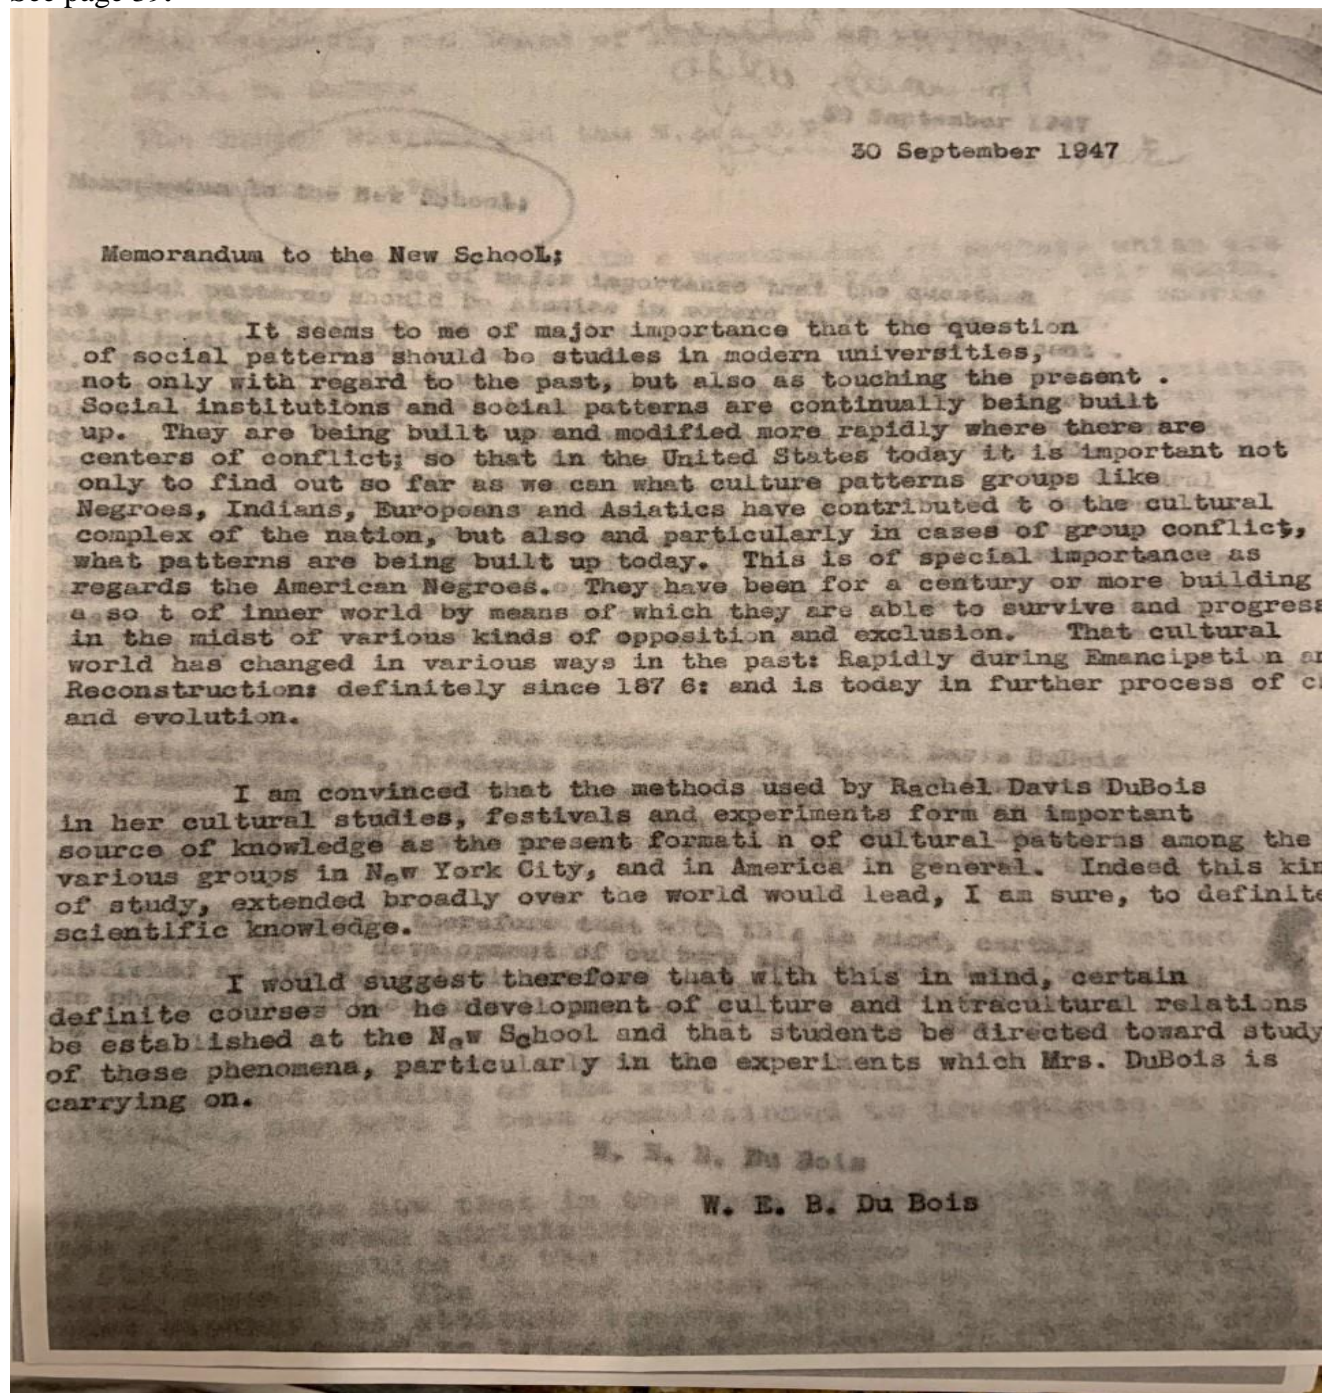 30 September 1947
30 September 1947
Memorandum to the New School;
Memorandum to the New SchooL;
It seems to me of major importance that the question
of social patterns should be studies in modern universities,
not only with regard to the past, but also as touching the present .
Social institutions and social patterns are continually being built
up. They are being built up and modified more rapidly where there are
centers of conflict; so that in the United States today it is important not
only to find out so far as we can what culture patterns groups like
Negroes, Indians, Europeans and Asiatics have contributed t o the cultural
complex of the nation, but also and particularly in cases of group conflict,
what patterns are being built up today. This is of special importance as
regards the American Negroes. They have been for a century or more building
a so t of inner world by means of which they are able to survive and progress
in the midst of various kinds of opposition and exclusion. That cultural
world has changed in various ways in the past: Rapidly during Emancipati n an
Reconstruction: definitely since 187 6: and is today in further process of c
and evolution.
I am convinced that the methods used by Rachel Davis DuBois
in her cultural studies, festivals and experiments form an important
source of knowledge as the present formati n of cultural patterns among the
various groups in New York City, and in America in general. Indeed this kin
of study, extended broadly over the world would lead, I am sure, to definite
scientific knowledge.
I would suggest therefore that with this in mind, certain
definite courses on he development of culture and intracultural relations
be established at the New School and that students be directed toward study
of these phenomena, particularly in the experiments which Mrs. DuBois is
carrying on.
W. E. B. Du Bois
W. E. B. Du Bois